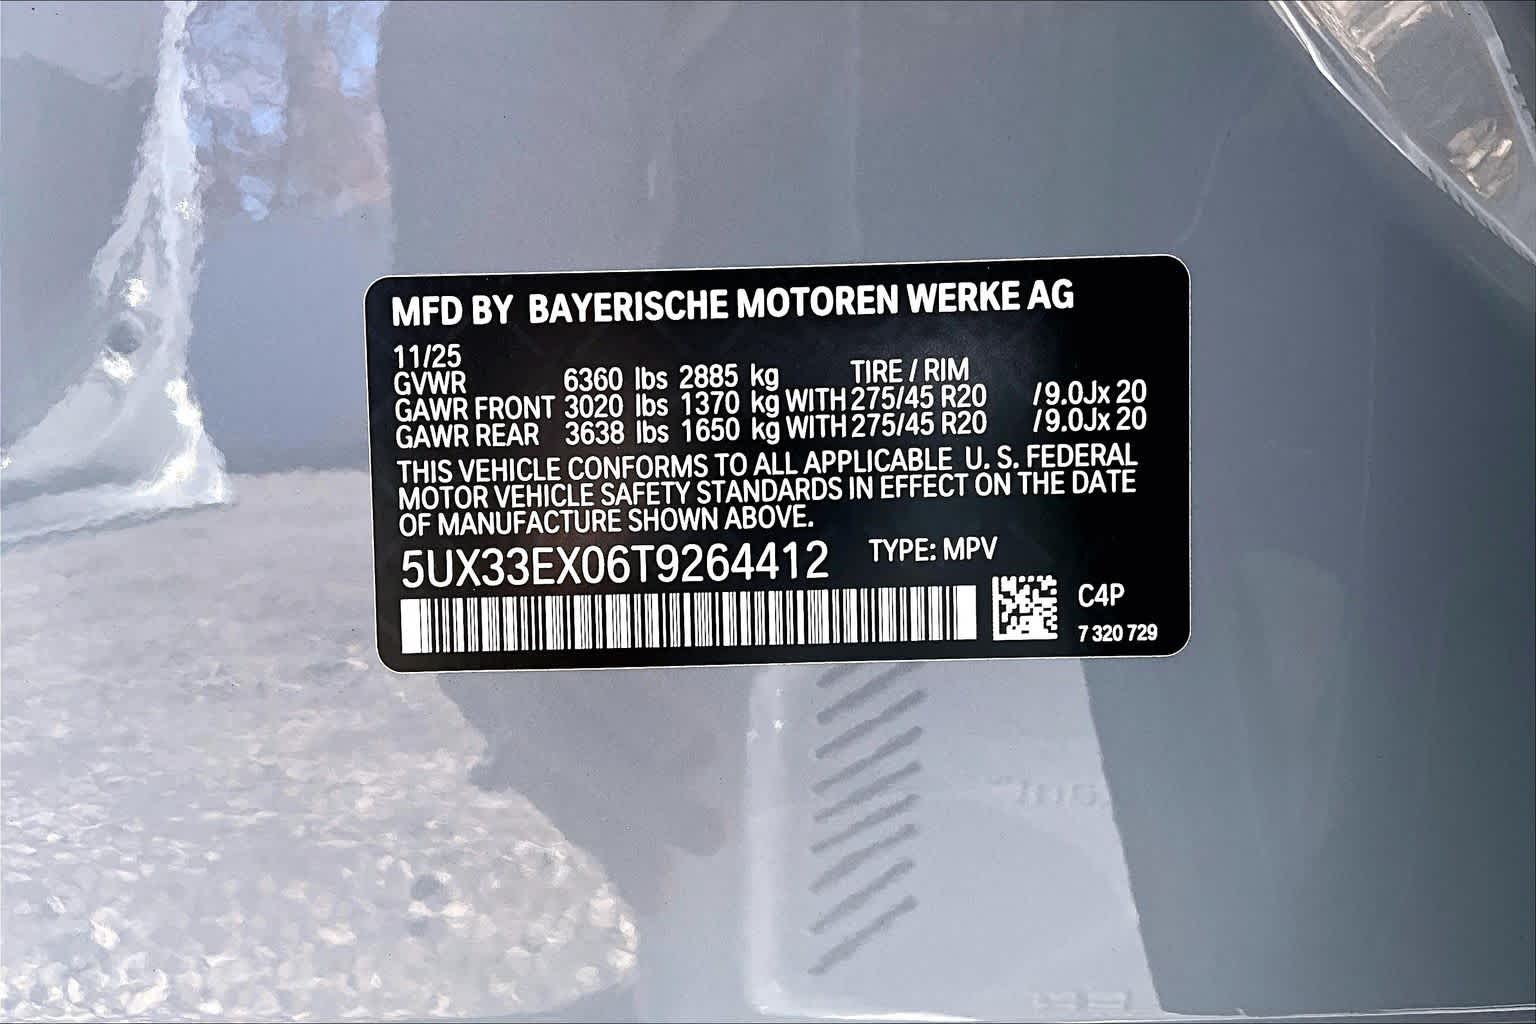 MFD BY BAYERISCHE MOTOREN WERKE AG
11/25
GVWR 6360 lbs 2885 kg TIRE / RIM
GAWR FRONT 3020 lbs 1370 kg WITH 275/45 R20 /9.0Jx 20
GAWR REAR 3638 lbs 1650 kg WITH 275/45 R20 /9.0Jx 20
THIS VEHICLE CONFORMS TO ALL APPLICABLE U. S. FEDERAL
MOTOR VEHICLE SAFETY STANDARDS IN EFFECT ON THE DATE
OF MANUFACTURE SHOWN ABOVE.
5UX33EX06T9264412 TYPE: MPV
C4P
7 320 729